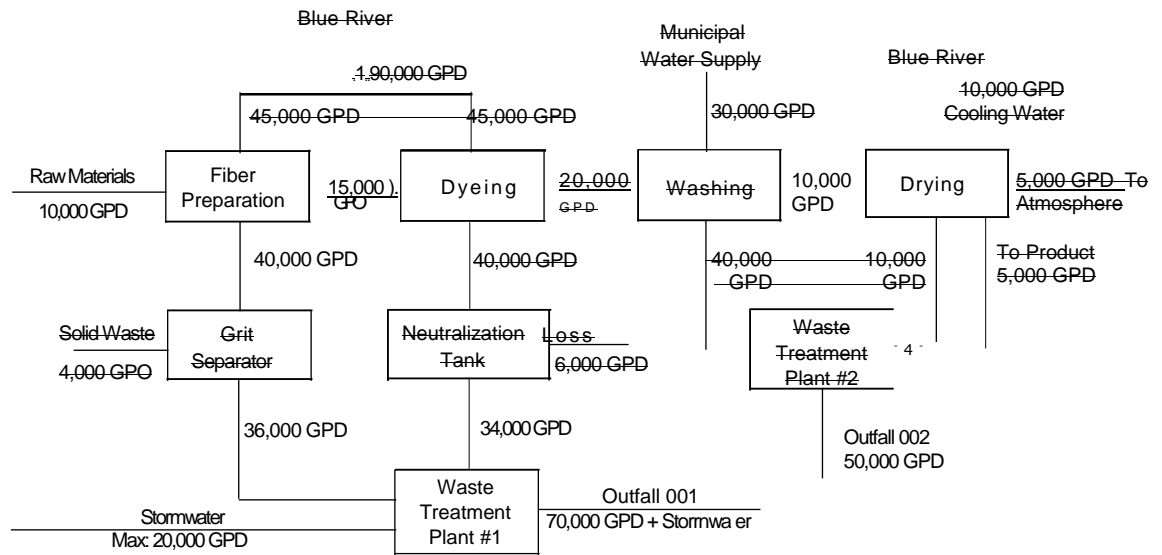 Blue River
Municipal
Water Supply
Blue River
.1.90,000 GPD
10,000 GPD
Cooling Water
45,000 GPD
45,000 GPD
30,000 GPD
Raw Materials
10,000 GPD
Fiber
Preparation
15,000 ).
GPO
Dyeing
20,000
GPD
Washing
10,000
GPD
Drying
5,000 GPD To
Atmosphere
40,000 GPD
40,000 GPD
40,000
GPD
10,000
GPD
To Product
5,000 GPD
Solid Waste
4,000 GPO
Grit
Separator
Neutralization
Tank
Loss
6,000 GPD
Waste
Treatment
Plant #2
- 4 -
36,000 GPD
34,000 GPD
Outfall 002
50,000 GPD
Stormwater
Max: 20,000 GPD
Waste
Treatment
Plant #1
Outfall 001
70,000 GPD + Stormwa er